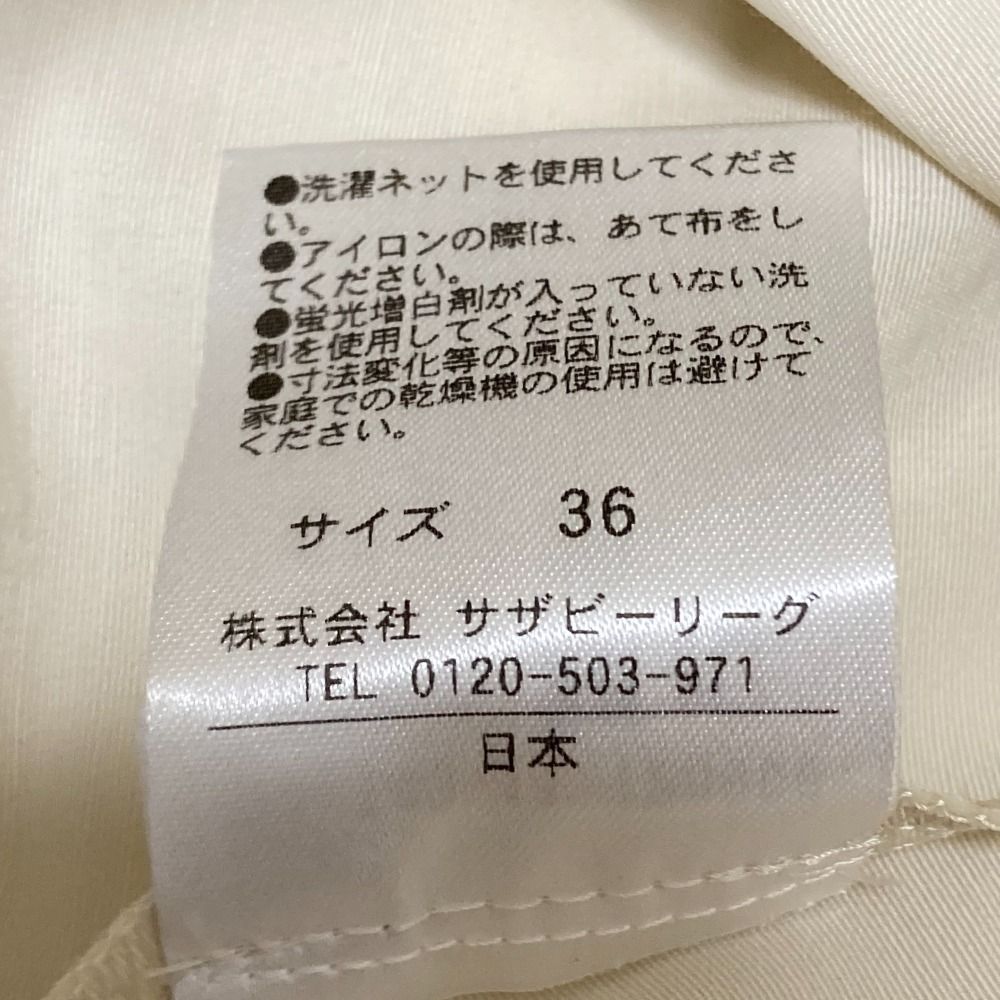 ●洗濯ネットを使用してくださ
い。
●アイロンの際は、あて布をし
てください。
●蛍光増白剤が入っていない洗
剤を使用してください。
●寸法変化等の原因になるので、
家庭での乾燥機の使用は避けて
ください。
サイズ 36
株式会社 サザビーリーグ
TEL 0120-503-971
日本